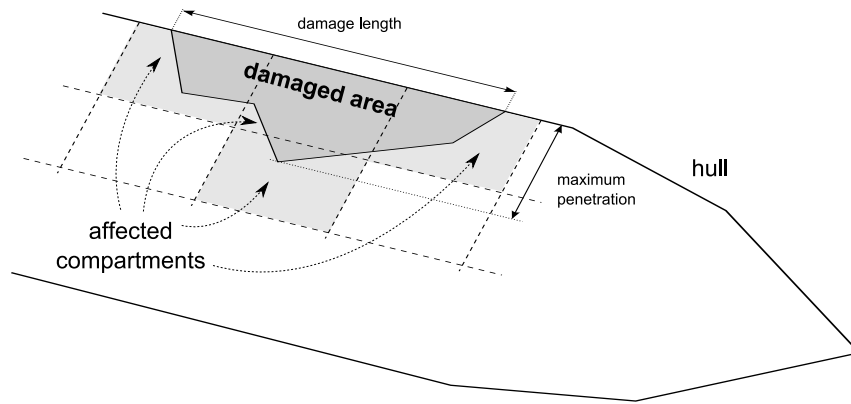 damage length
damaged area
hull
maximum
penetration
affected
compartments